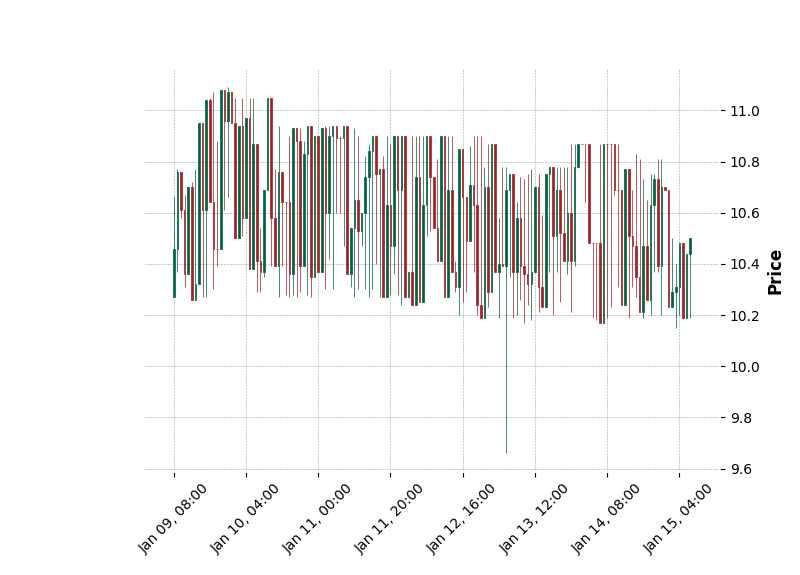 11.0
10.8
10.6
10.4
10.2
10.0
9.8
9.6
Price
Jan 09, 08:00
Jan 10, 04:00
Jan 11, 00:00
Jan 11, 20:00
Jan 12, 16:00
Jan 13, 12:00
Jan 14, 08:00
Jan 15, 04:00